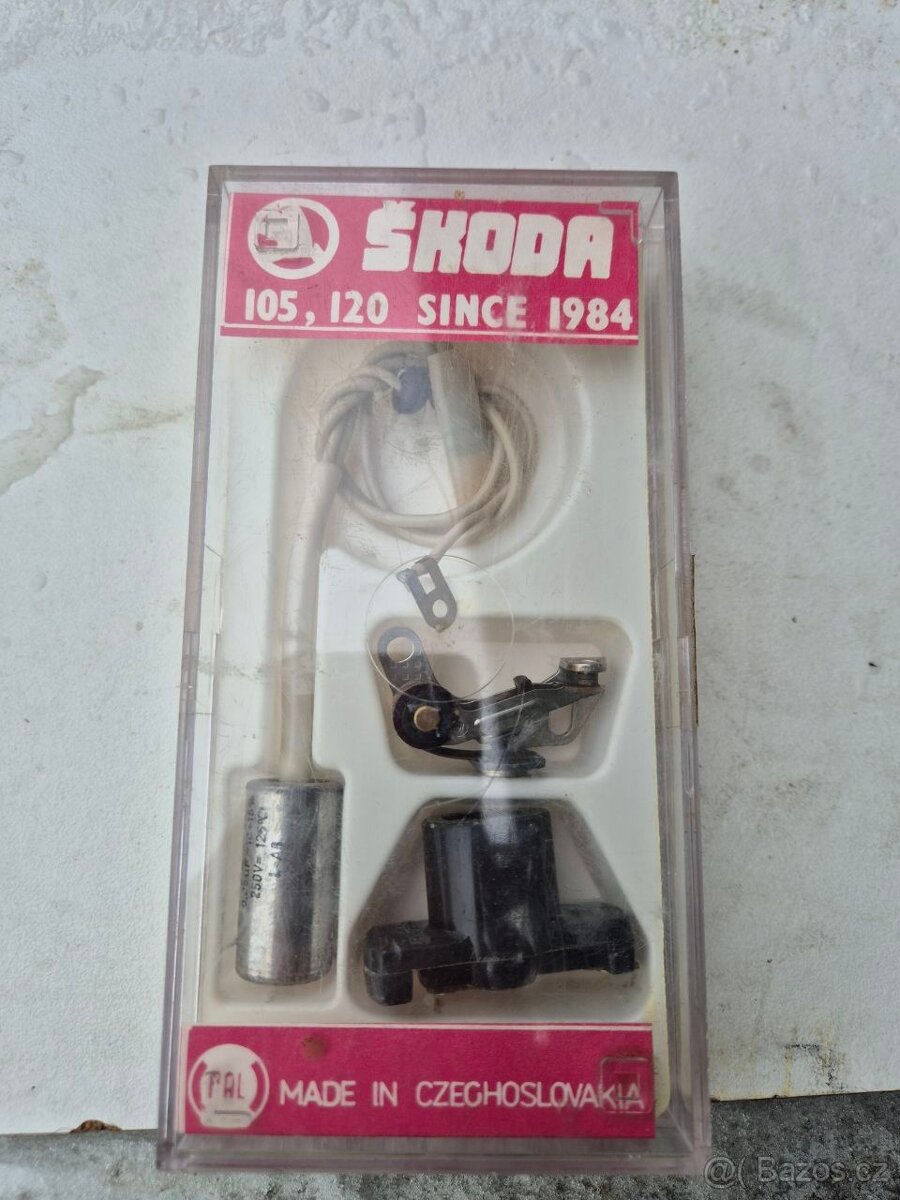 ŠKODA
105, 120 SINCE 1984
250V= 125°C
PAL
MADE IN CZECHOSLOVAKIA
@( Bazos.cz